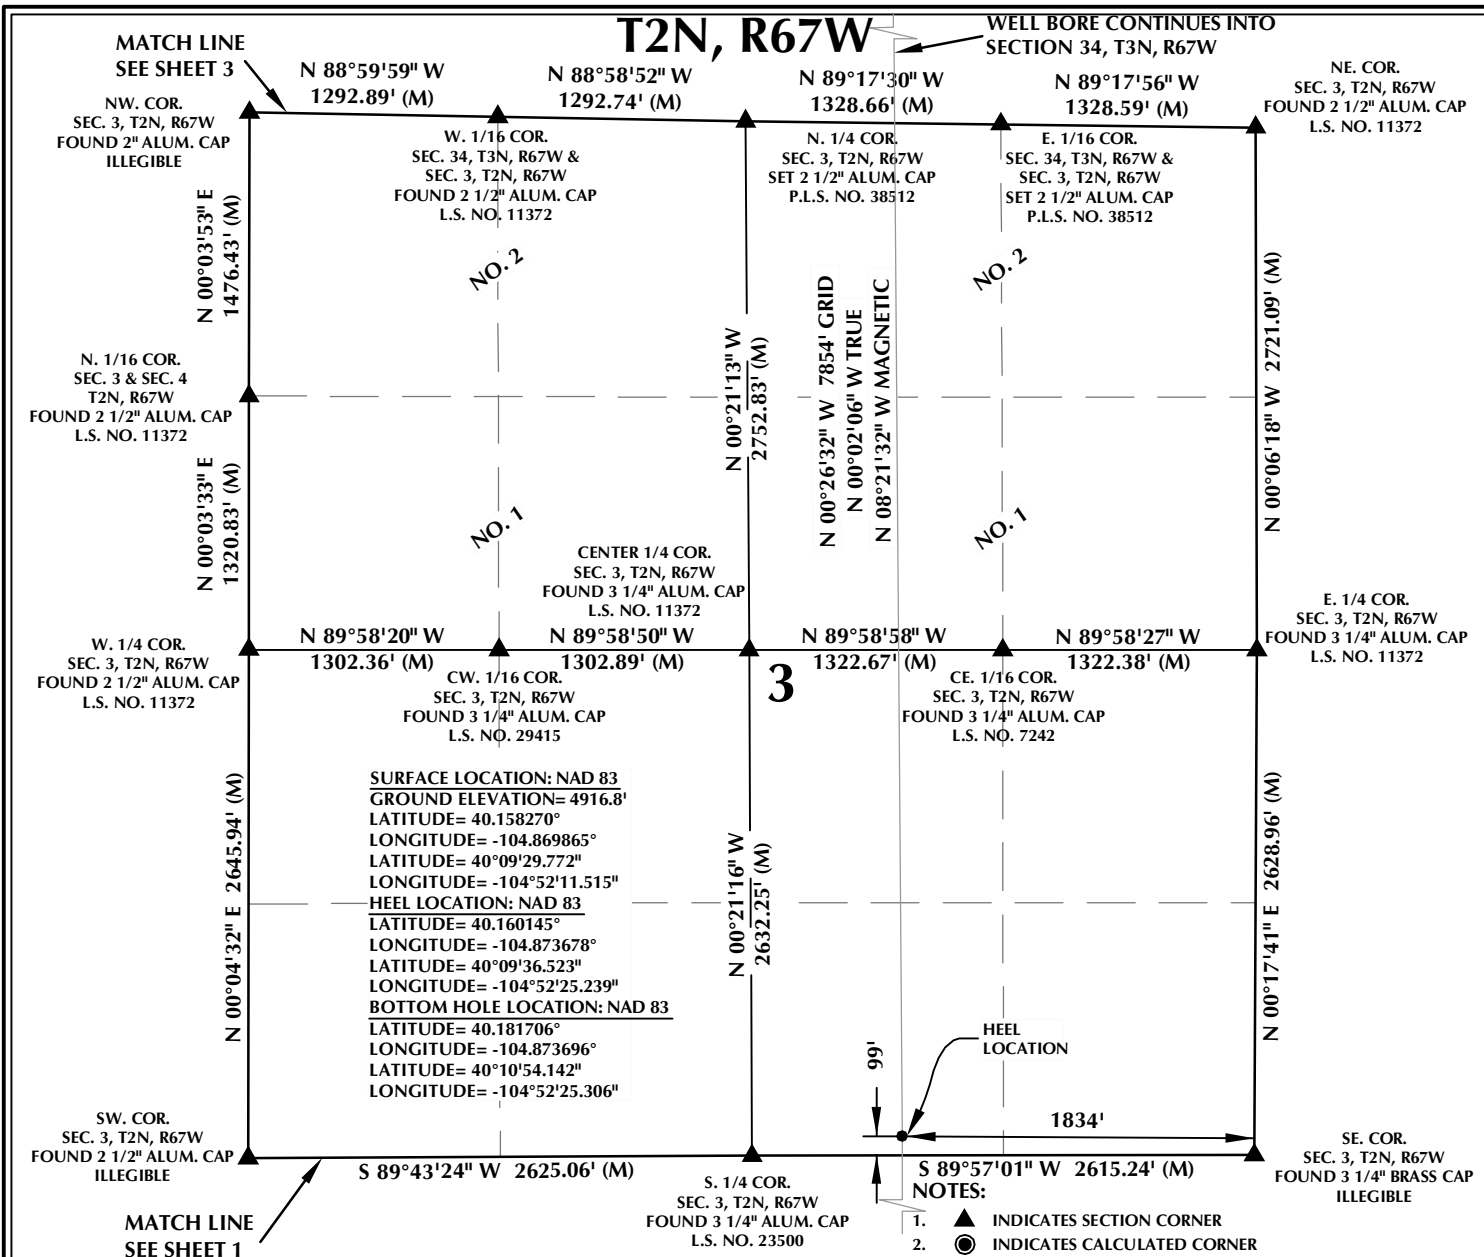 T2N, R67W
WELL BORE CONTINUES INTO
SECTION 34, T3N, R67W
MATCH LINE
SEE SHEET 3
N 88°59'59" W
1292.89' (M)
N 88°58'52" W
1292.74' (M)
N 89°17'30" W
1328.66' (M)
N 89°17'56" W
1328.59' (M)
NE. COR.
SEC. 3, T2N, R67W
FOUND 2 1/2" ALUM. CAP
L.S. NO. 11372
NW. COR.
SEC. 3, T2N, R67W
FOUND 2" ALUM. CAP
ILLEGIBLE
W. 1/16 COR.
SEC. 34, T3N, R67W &
SEC. 3, T2N, R67W
FOUND 2 1/2" ALUM. CAP
L.S. NO. 11372
N. 1/4 COR.
SEC. 3, T2N, R67W
SET 2 1/2" ALUM. CAP
P.L.S. NO. 38512
E. 1/16 COR.
SEC. 34, T3N, R67W &
SEC. 3, T2N, R67W
SET 2 1/2" ALUM. CAP
P.L.S. NO. 38512
N 00°03'53" E
1476.43' (M)
NO. 2
NO. 2
N 00°26'32" W 7854' GRID
N 00°02'06" W TRUE
N 08°21'32" W MAGNETIC
N 00°21'13" W
2752.83' (M)
N 00°06'18" W 2721.09' (M)
N. 1/16 COR.
SEC. 3 & SEC. 4
T2N, R67W
FOUND 2 1/2" ALUM. CAP
L.S. NO. 11372
N 00°03'33" E
1320.83' (M)
NO. 1
NO. 1
CENTER 1/4 COR.
SEC. 3, T2N, R67W
FOUND 3 1/4" ALUM. CAP
L.S. NO. 11372
W. 1/4 COR.
SEC. 3, T2N, R67W
FOUND 2 1/2" ALUM. CAP
L.S. NO. 11372
N 89°58'20" W
1302.36' (M)
N 89°58'50" W
1302.89' (M)
N 89°58'58" W
1322.67' (M)
N 89°58'27" W
1322.38' (M)
E. 1/4 COR.
SEC. 3, T2N, R67W
FOUND 3 1/4" ALUM. CAP
L.S. NO. 11372
3
CW. 1/16 COR.
SEC. 3, T2N, R67W
FOUND 3 1/4" ALUM. CAP
L.S. NO. 29415
CE. 1/16 COR.
SEC. 3, T2N, R67W
FOUND 3 1/4" ALUM. CAP
L.S. NO. 7242
SURFACE LOCATION: NAD 83
GROUND ELEVATION= 4916.8'
LATITUDE= 40.158270°
LONGITUDE= -104.869865°
LATITUDE= 40°09'29.772"
LONGITUDE= -104°52'11.515"
HEEL LOCATION: NAD 83
LATITUDE= 40.160145°
LONGITUDE= -104.873678°
LATITUDE= 40°09'36.523"
LONGITUDE= -104°52'25.239"
BOTTOM HOLE LOCATION: NAD 83
LATITUDE= 40.181706°
LONGITUDE= -104.873696°
LATITUDE= 40°10'54.142"
LONGITUDE= -104°52'25.306"
N 00°04'32" E 2645.94' (M)
N 00°21'16" W
2632.25' (M)
N 00°17'41" E 2628.96' (M)
99'
HEEL
LOCATION
1834'
SW. COR.
SEC. 3, T2N, R67W
FOUND 2 1/2" ALUM. CAP
ILLEGIBLE
S 89°43'24" W 2625.06' (M)
S 89°57'01" W 2615.24' (M)
SE. COR.
SEC. 3, T2N, R67W
FOUND 3 1/4" BRASS CAP
ILLEGIBLE
S. 1/4 COR.
SEC. 3, T2N, R67W
FOUND 3 1/4" ALUM. CAP
L.S. NO. 23500
MATCH LINE
SEE SHEET 1
NOTES:
1. INDICATES SECTION CORNER
2. INDICATES CALCULATED CORNER